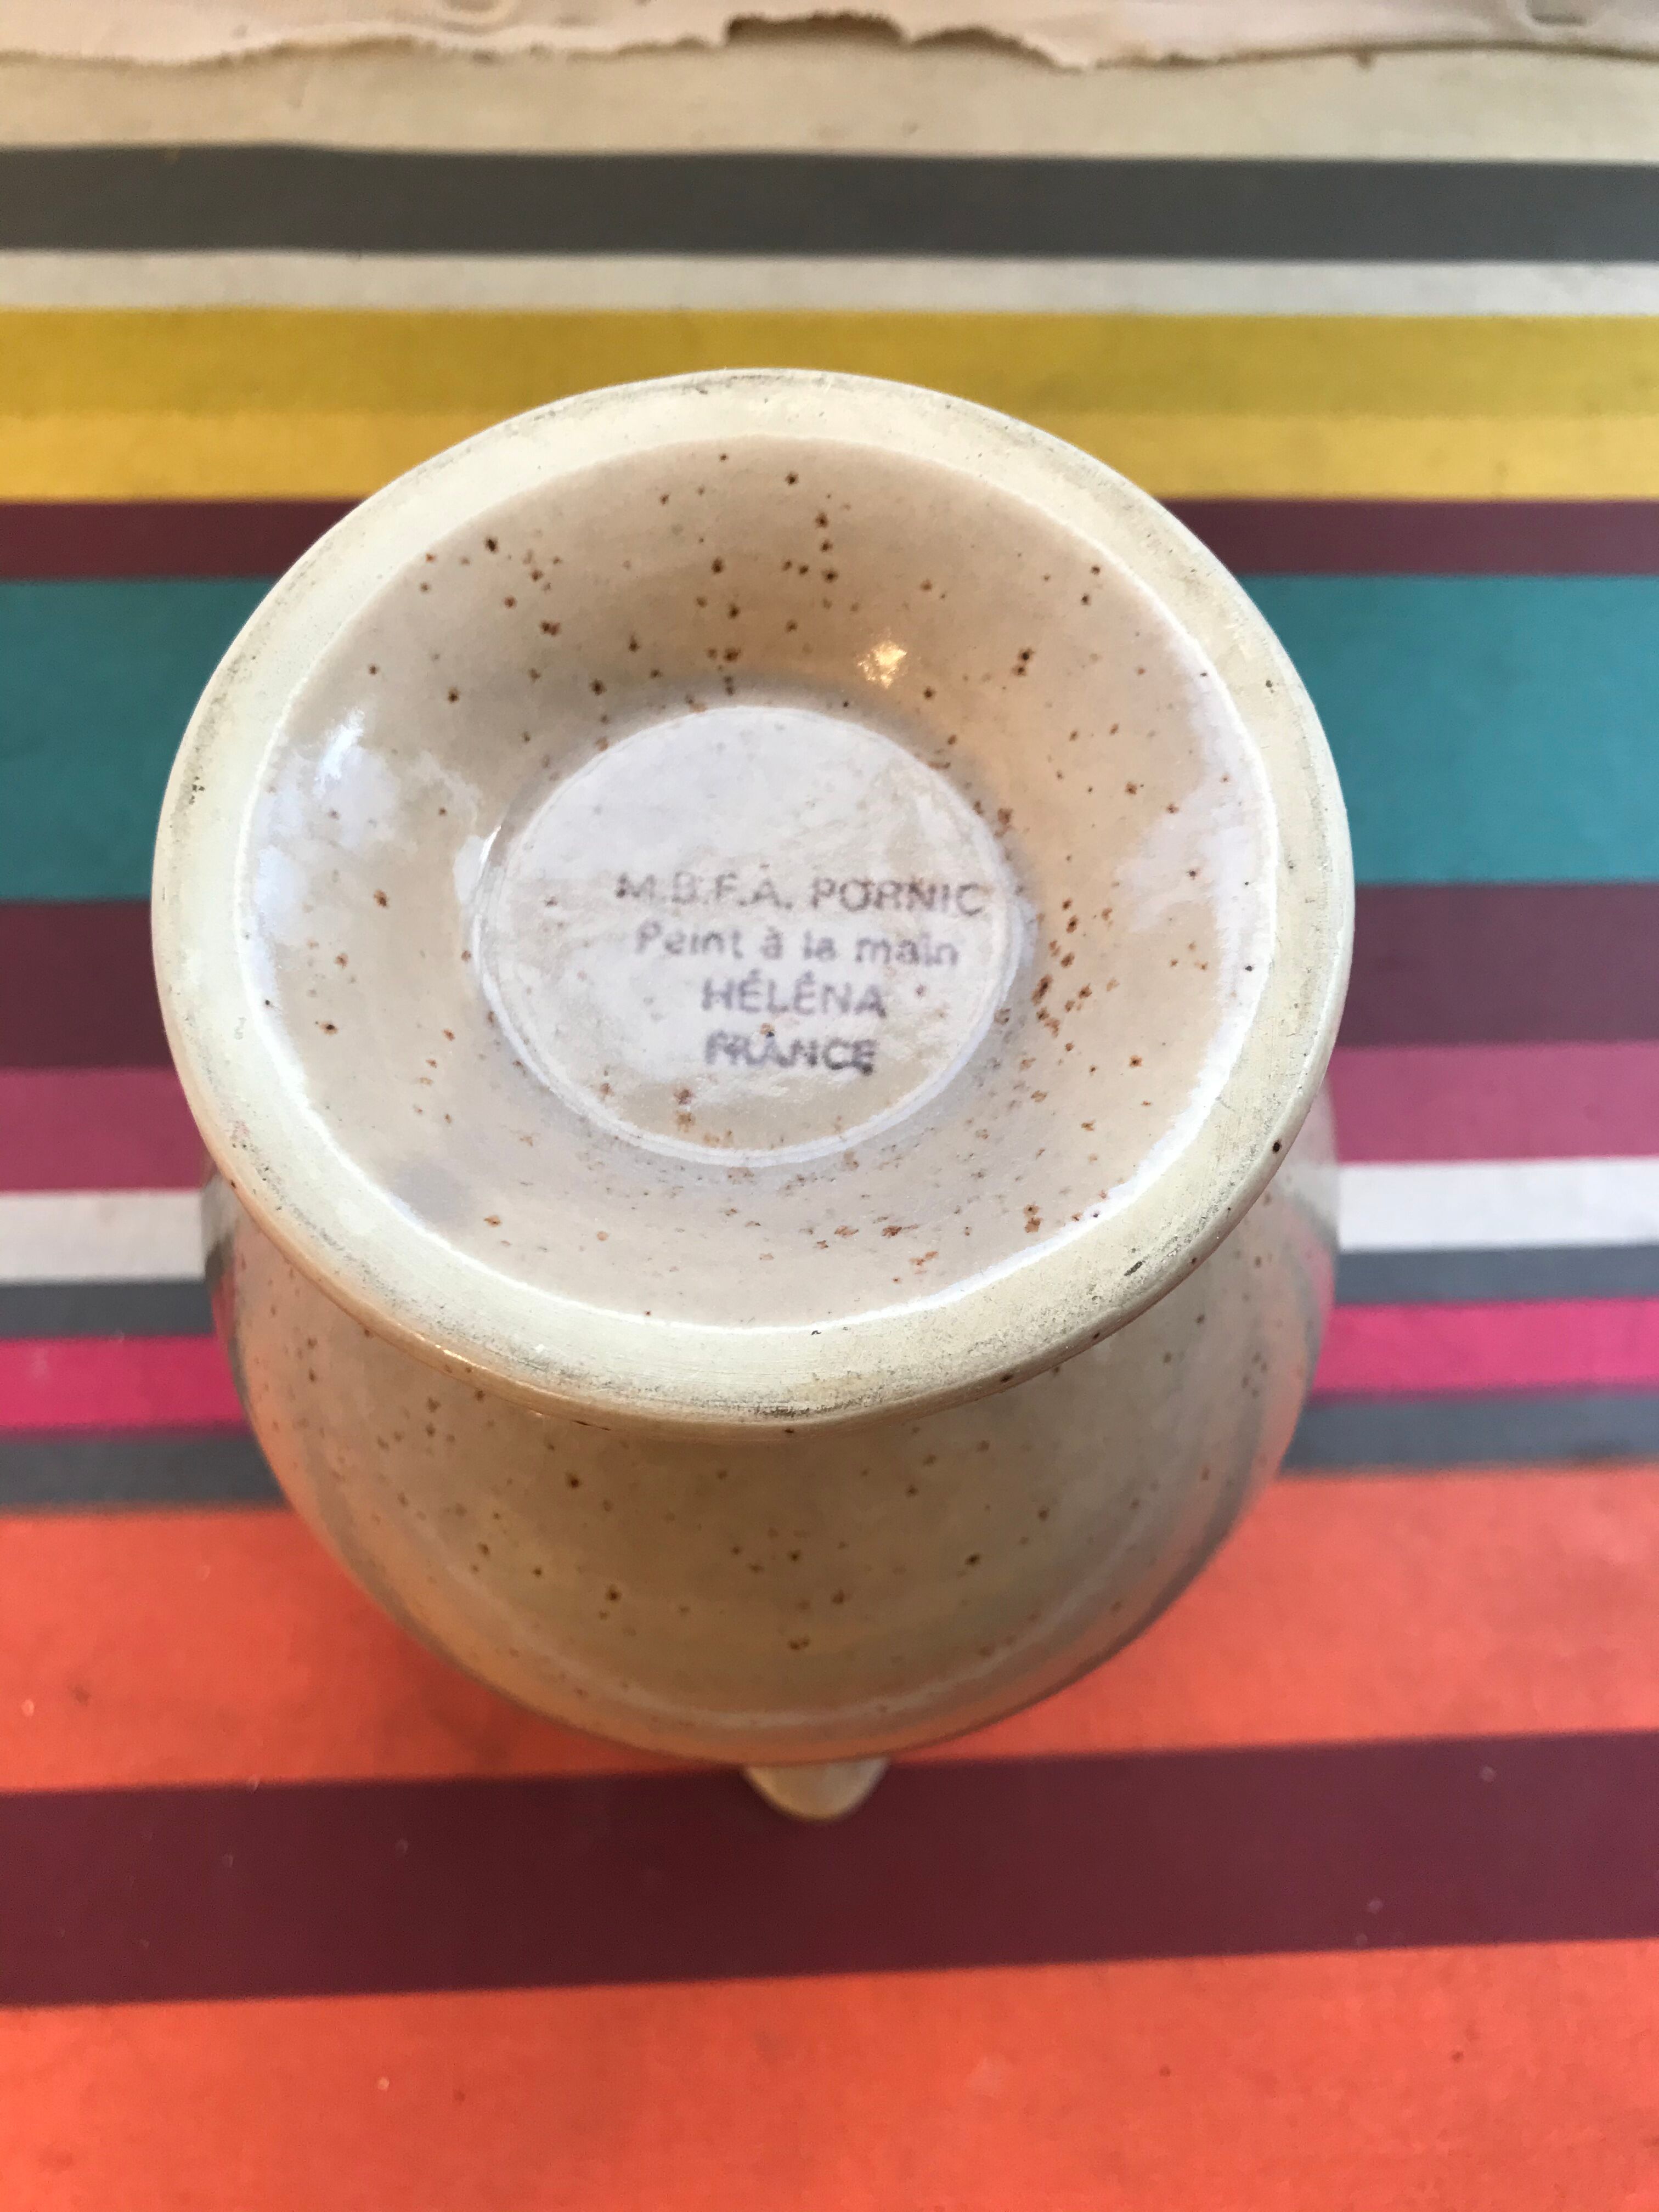 M.B.F.A. PORNIC
Peint à la main
HÉLÉNA
FRANCE